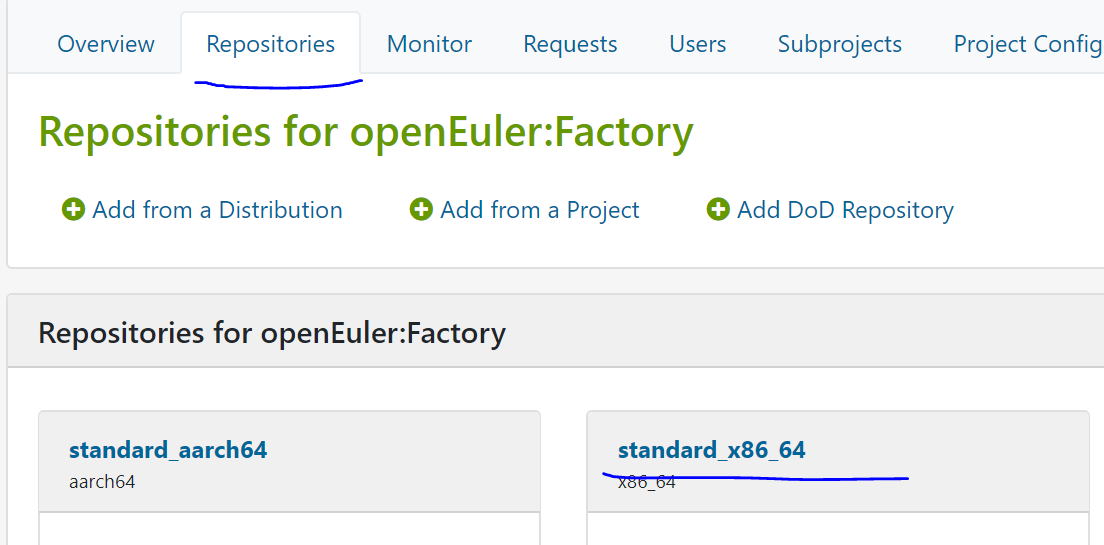 Overview Repositories Monitor Requests Users Subprojects Project Config
Repositories for openEuler:Factory
Add from a Distribution Add from a Project Add DoD Repository
Repositories for openEuler:Factory
standard_aarch64 standard_x86_64
aarch64 x86_64